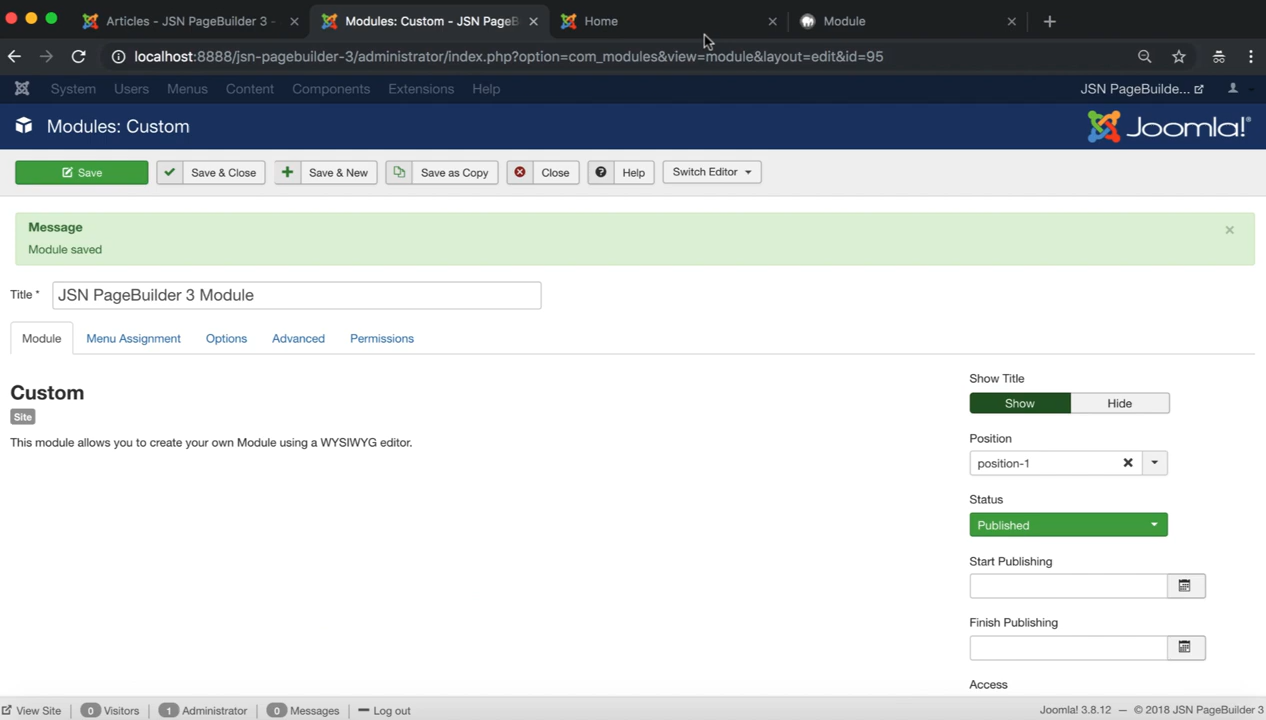 Articles - JSN PageBuilder 3 - Modules: Custom - JSN PageB Home Module
localhost:8888/jsn-pagebuilder-3/administrator/index.php?option=com_modules&view=module&layout=edit&id=95
System Users Menus Content Components Extensions Help JSN PageBuilde...
Modules: Custom Joomla!®
Save Save & Close Save & New Save as Copy Close Help Switch Editor
Message
Module saved
Title * JSN PageBuilder 3 Module
Module Menu Assignment Options Advanced Permissions
Show Title
Custom
Show Hide
Site
Position
This module allows you to create your own Module using a WYSIWYG editor.
position-1
Status
Published
Start Publishing
Finish Publishing
Access
View Site 0 Visitors 1 Administrator 0 Messages Log out Joomla! 3.8.12 — © 2018 JSN PageBuilder 3